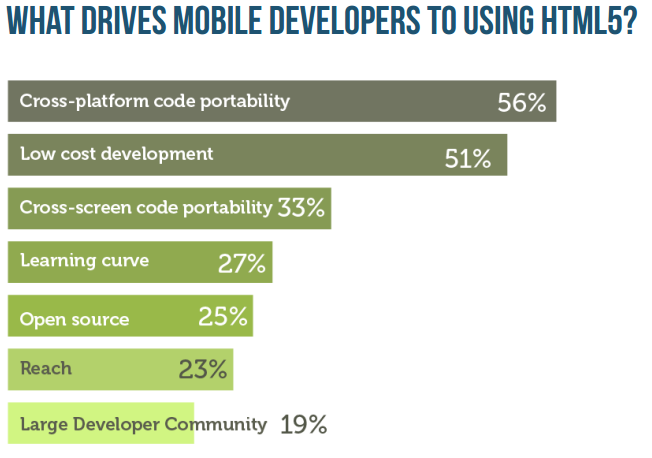 WHAT DRIVES MOBILE DEVELOPERS TO USING HTML5?
Cross-platform code portability 56%
Low cost development 51%
Cross-screen code portability 33%
Learning curve 27%
Open source 25%
Reach 23%
Large Developer Community 19%